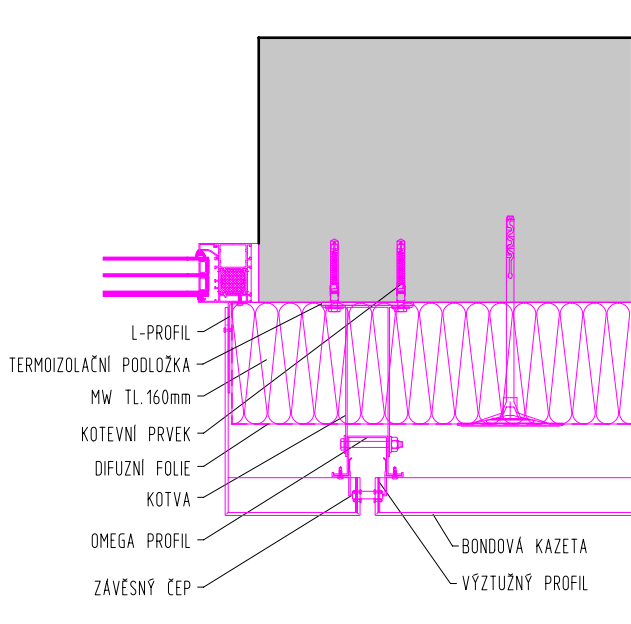 L-PROFIL
TERMOIZOLAČNÍ PODLOŽKA
MW TL.160mm
KOTEVNÍ PRVEK
DIFUZNÍ FOLIE
KOTVA
OMEGA PROFIL
ZÁVĚSNÝ ČEP
BONDOVÁ KAZETA
VÝZTUŽNÝ PROFIL